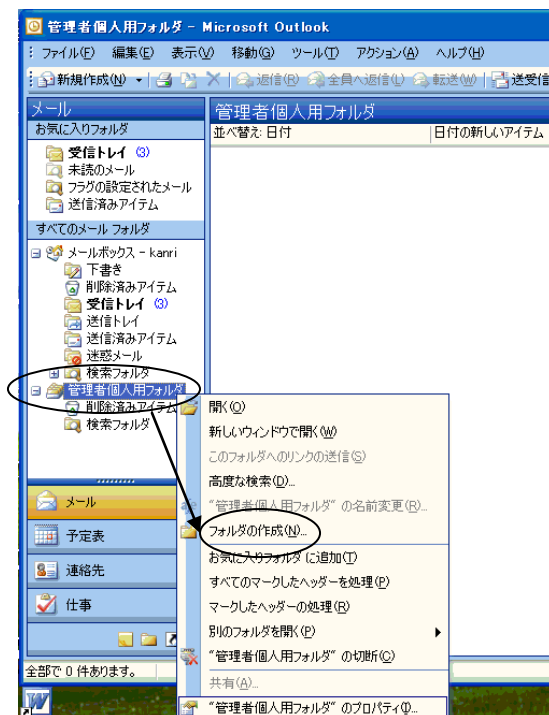 管理者個人用フォルダ - Microsoft Outlook
ファイル(F) 編集(E) 表示(V) 移動(G) ツール(T) アクション(A) ヘルプ(H)
新規作成(N) 返信(R) 全員へ返信(L) 転送(W) 送受信
メール
お気に入りフォルダ
受信トレイ (3)
未読のメール
フラグの設定されたメール
送信済みアイテム
すべてのメール フォルダ
メールボックス - kanri
下書き
削除済みアイテム
受信トレイ (3)
送信トレイ
送信済みアイテム
迷惑メール
検索フォルダ
管理者個人用フォルダ
削除済みアイテム
検索フォルダ
メール
予定表
連絡先
仕事
全部で 0 件あります。
管理者個人用フォルダ
並べ替え: 日付 日付の新しいアイテム
開く(O)
新しいウィンドウで開く(W)
このフォルダへのリンクの送信(S)
高度な検索(D)...
"管理者個人用フォルダ" の名前変更(R)...
フォルダの作成(N)...
お気に入りフォルダ に追加(T)
すべてのマークしたヘッダーを処理(P)
マークしたヘッダーの処理(R)
別のフォルダを開く(P)
"管理者個人用フォルダ" の切断(C)
共有(A)...
"管理者個人用フォルダ" のプロパティ(I)...